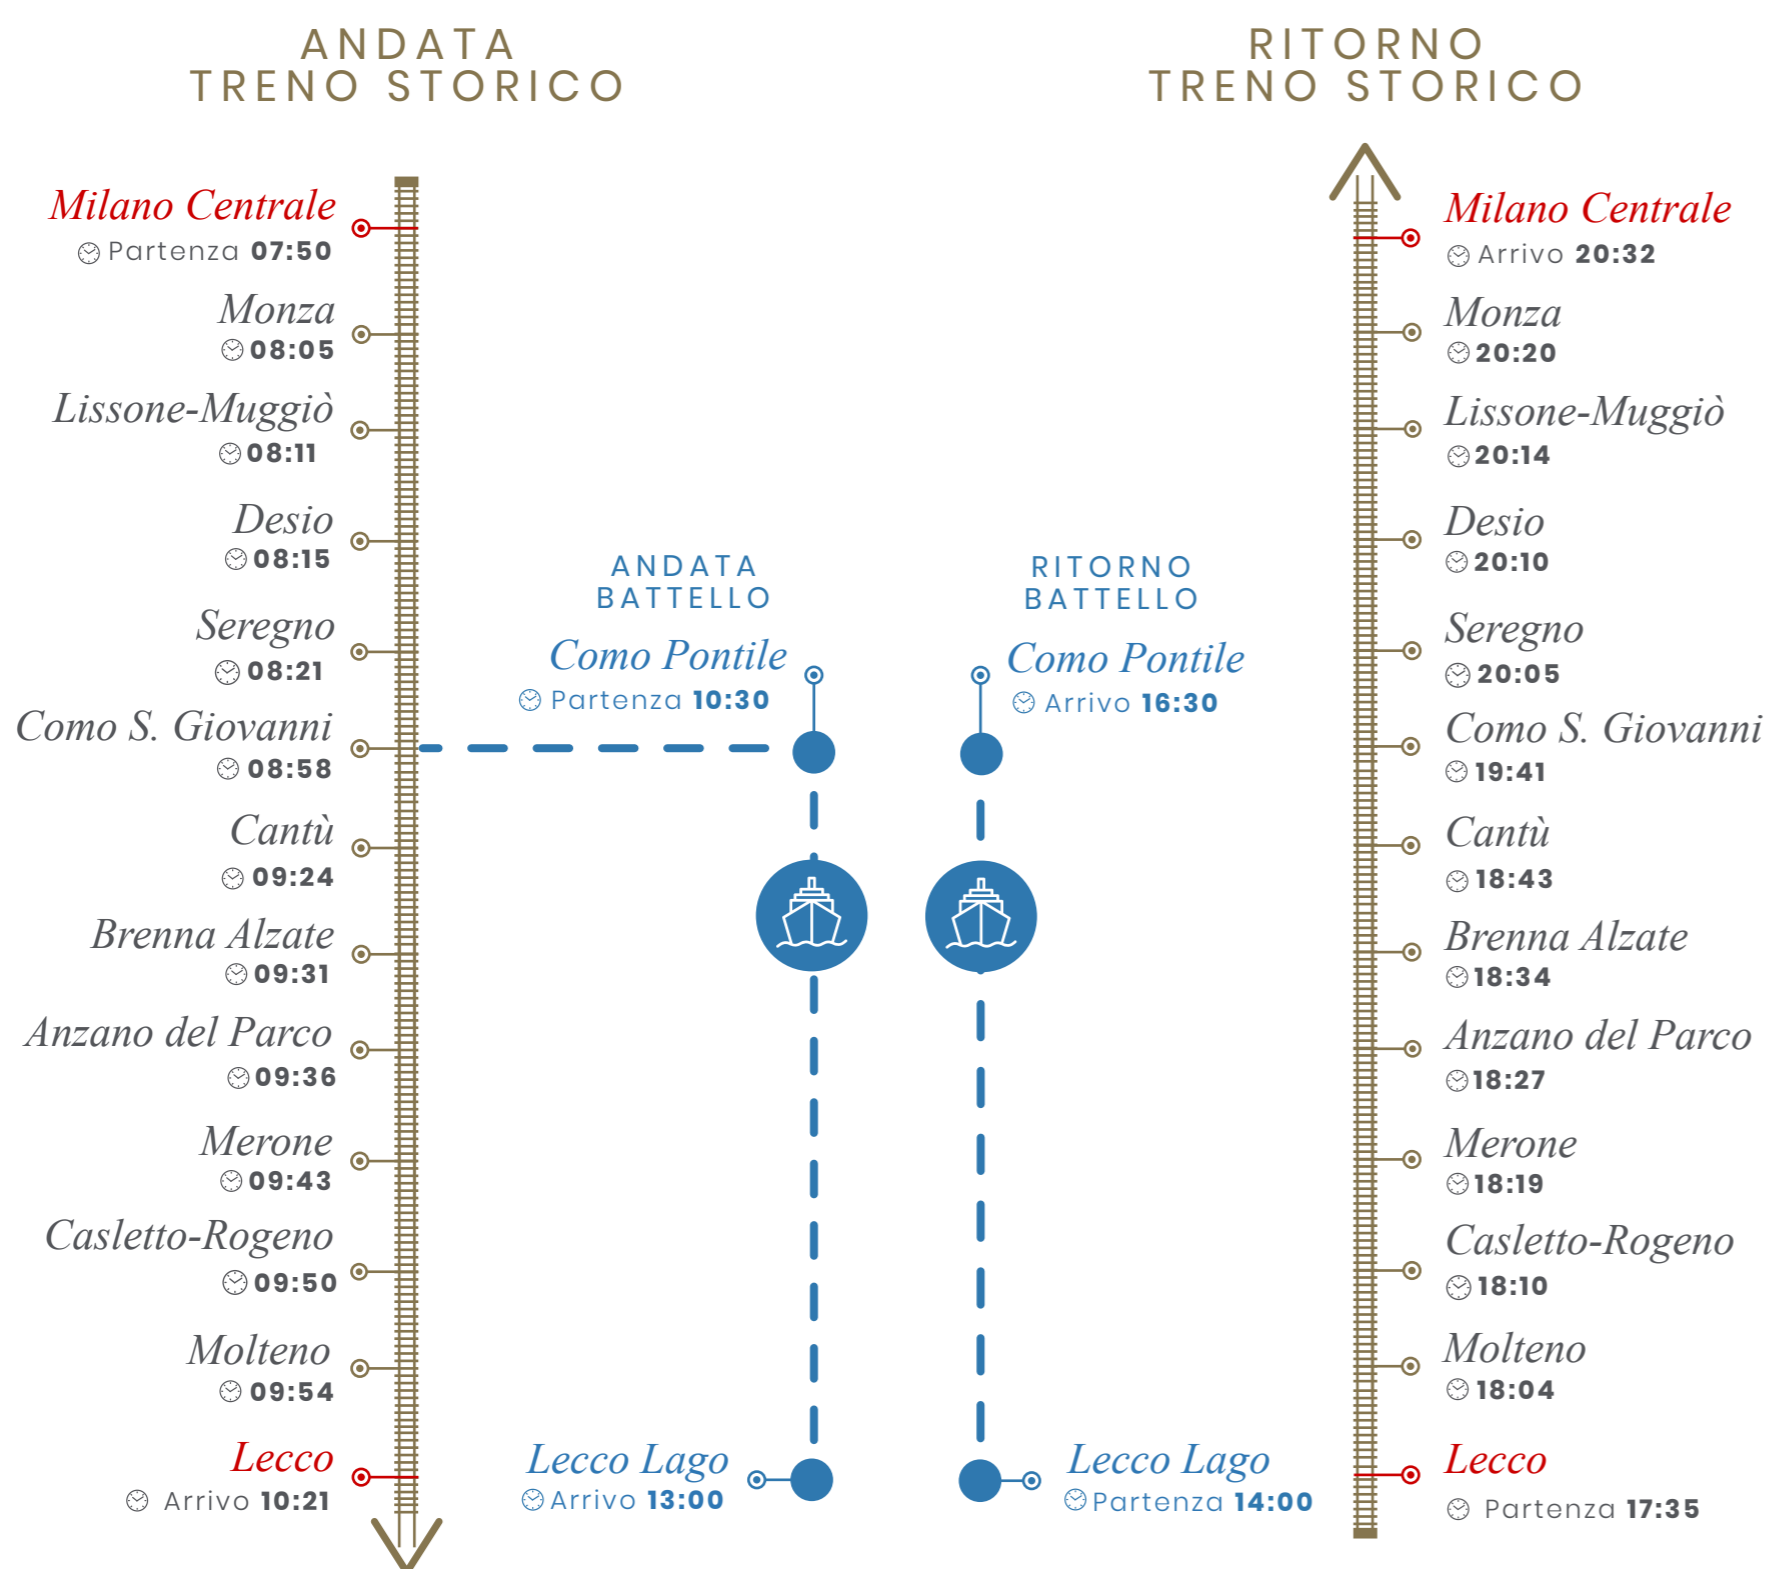 ANDATA
TRENO STORICO
Milano Centrale
Partenza 07:50
Monza
08:05
Lissone-Muggiò
08:11
Desio
08:15
Seregno
08:21
Como S. Giovanni
08:58
Cantù
09:24
Brenna Alzate
09:31
Anzano del Parco
09:36
Merone
09:43
Casletto-Rogeno
09:50
Molteno
09:54
Lecco
Arrivo 10:21
ANDATA
BATTELLO
Como Pontile
Partenza 10:30
Lecco Lago
Arrivo 13:00
RITORNO
BATTELLO
Como Pontile
Arrivo 16:30
Lecco Lago
Partenza 14:00
RITORNO
TRENO STORICO
Milano Centrale
Arrivo 20:32
Monza
20:20
Lissone-Muggiò
20:14
Desio
20:10
Seregno
20:05
Como S. Giovanni
19:41
Cantù
18:43
Brenna Alzate
18:34
Anzano del Parco
18:27
Merone
18:19
Casletto-Rogeno
18:10
Molteno
18:04
Lecco
Partenza 17:35